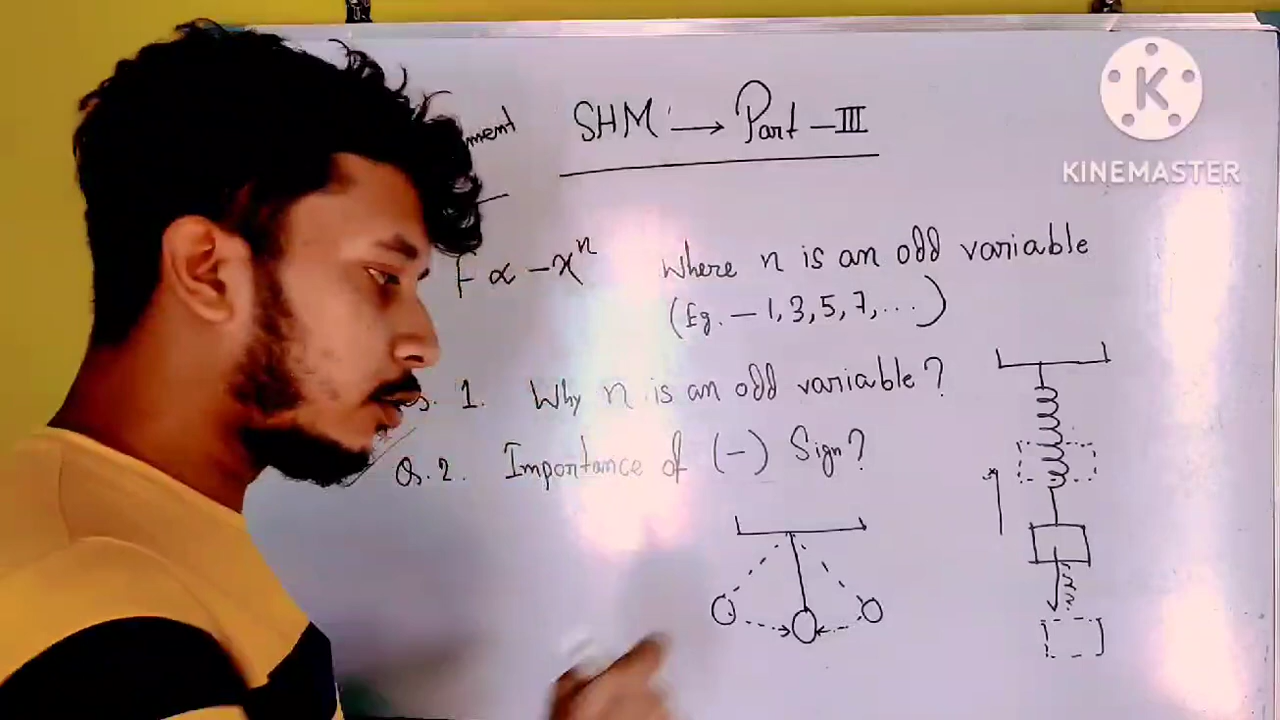 SHM → Part - III
F ∝ - xⁿ where n is an odd variable
(Eg. - 1, 3, 5, 7, ...)
1. Why n is an odd variable?
Q. 2. Importance of (-) Sign?
K
KINEMASTER